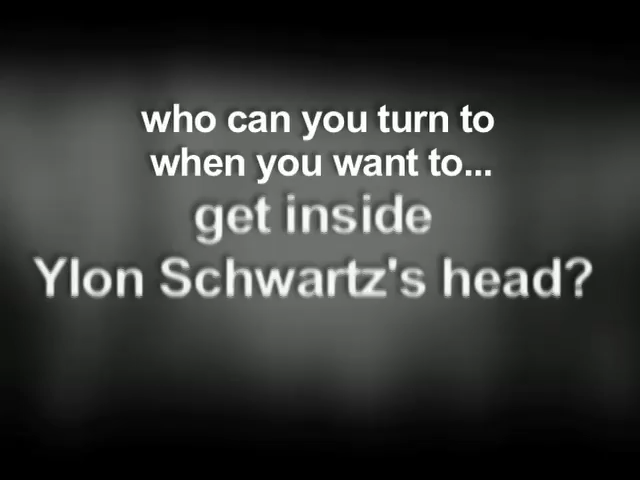 who can you turn to
when you want to...
get inside
Ylon Schwartz's head?